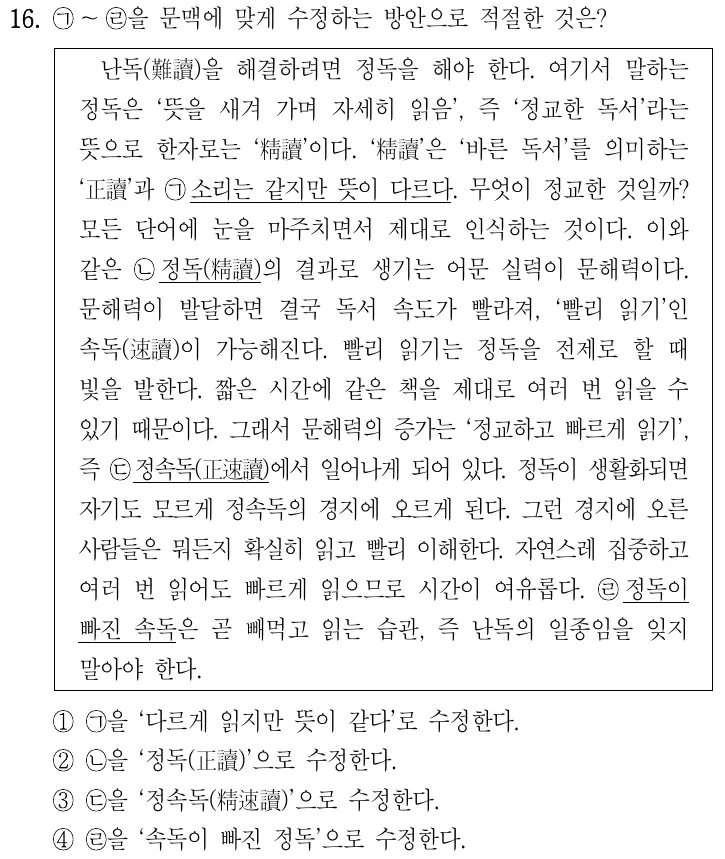 16. ㉠ ~ ㉣을 문맥에 맞게 수정하는 방안으로 적절한 것은?
난독(難讀)을 해결하려면 정독을 해야 한다. 여기서 말하는
정독은 ‘뜻을 새겨 가며 자세히 읽음’, 즉 ‘정교한 독서’라는
뜻으로 한자로는 ‘精讀’이다. ‘精讀’은 ‘바른 독서’를 의미하는
‘正讀’과 ㉠ 소리는 같지만 뜻이 다르다. 무엇이 정교한 것일까?
모든 단어에 눈을 마주치면서 제대로 인식하는 것이다. 이와
같은 ㉡ 정독(精讀)의 결과로 생기는 어문 실력이 문해력이다.
문해력이 발달하면 결국 독서 속도가 빨라져, ‘빨리 읽기’인
속독(速讀)이 가능해진다. 빨리 읽기는 정독을 전제로 할 때
빛을 발한다. 짧은 시간에 같은 책을 제대로 여러 번 읽을 수
있기 때문이다. 그래서 문해력의 증가는 ‘정교하고 빠르게 읽기’,
즉 ㉢ 정속독(正速讀)에서 일어나게 되어 있다. 정독이 생활화되면
자기도 모르게 정속독의 경지에 오르게 된다. 그런 경지에 오른
사람들은 뭐든지 확실히 읽고 빨리 이해한다. 자연스레 집중하고
여러 번 읽어도 빠르게 읽으므로 시간이 여유롭다. ㉣ 정독이
빠진 속독은 곧 빼먹고 읽는 습관, 즉 난독의 일종임을 잊지
말아야 한다.
① ㉠을 ‘다르게 읽지만 뜻이 같다’로 수정한다.
② ㉡을 ‘정독(正讀)’으로 수정한다.
③ ㉢을 ‘정속독(精速讀)’으로 수정한다.
④ ㉣을 ‘속독이 빠진 정독’으로 수정한다.